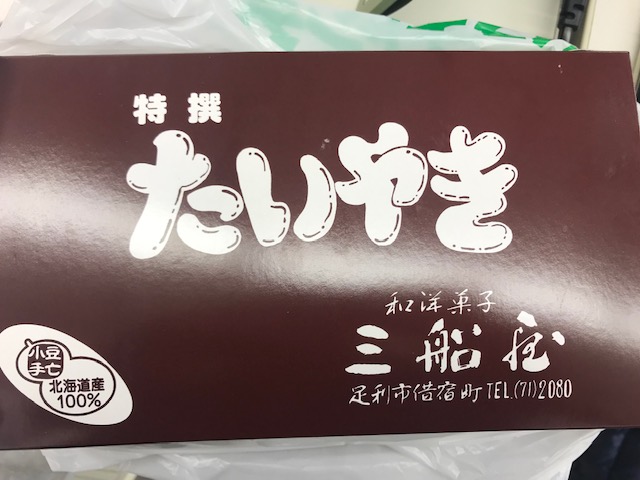 特撰
たいやき
和洋菓子
三船屋
足利市借宿町 TEL.(71)2080
小豆
手亡
北海道産
100%